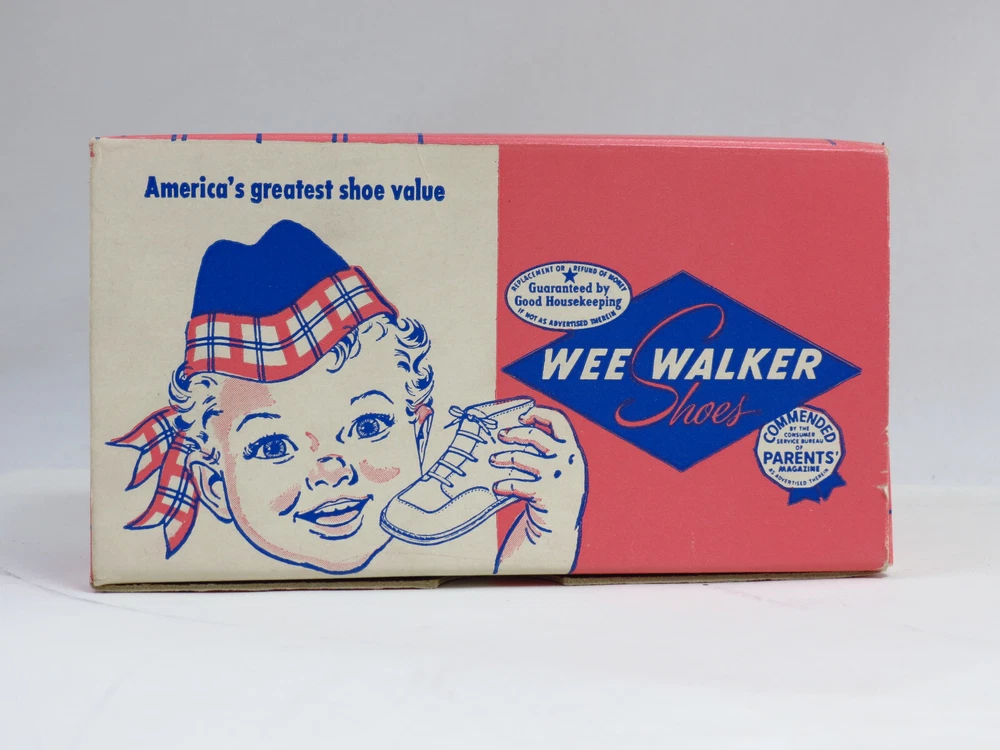 America's greatest shoe value
REPLACEMENT OR REFUND OF MONEY
Guaranteed by
Good Housekeeping
IF NOT AS ADVERTISED THEREIN
WEE WALKER
Shoes
COMMENDED
BY THE
CONSUMER
SERVICE BUREAU
OF
PARENTS'
MAGAZINE
AS ADVERTISED THEREIN